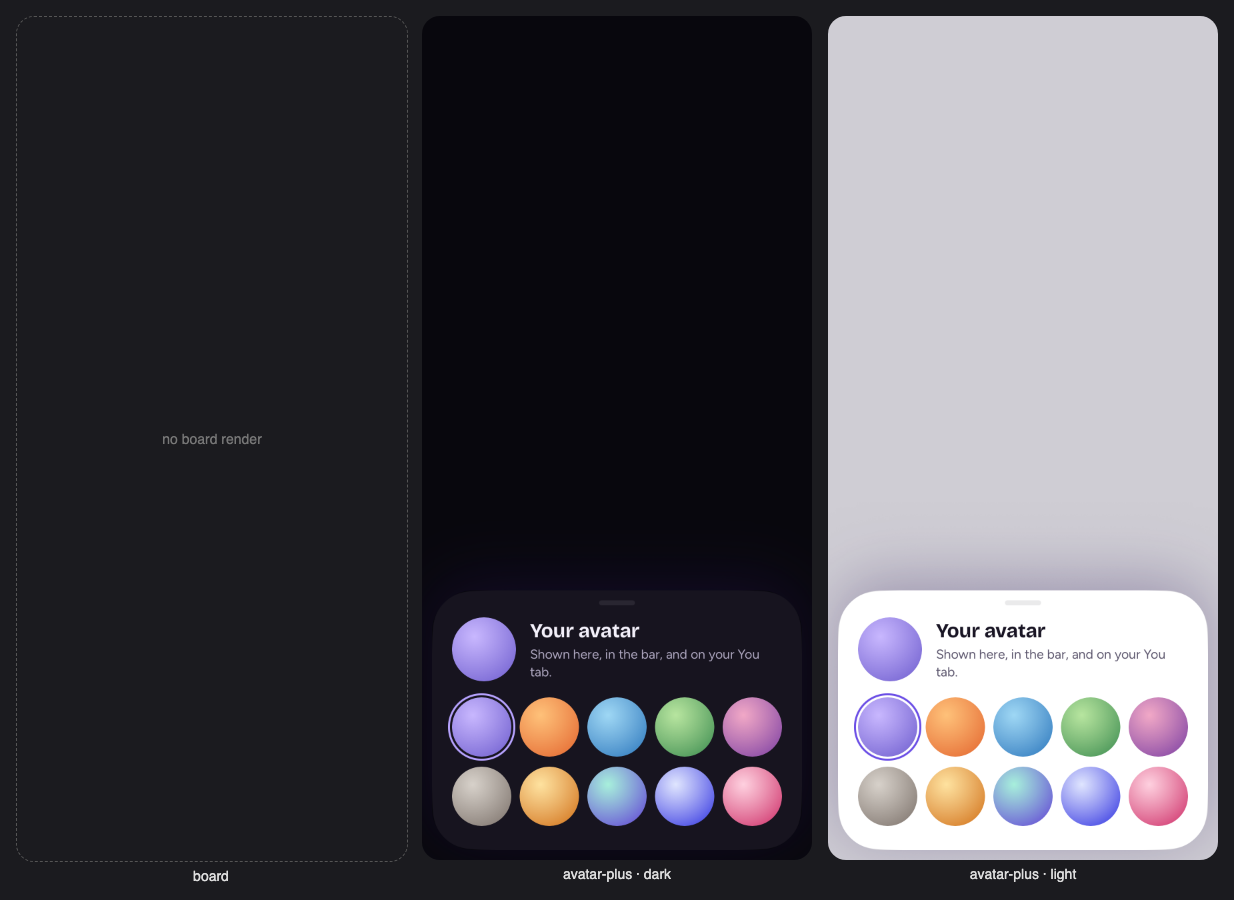 no board render
board
Your avatar
Shown here, in the bar, and on your You
tab.
avatar-plus · dark
Your avatar
Shown here, in the bar, and on your You
tab.
avatar-plus · light